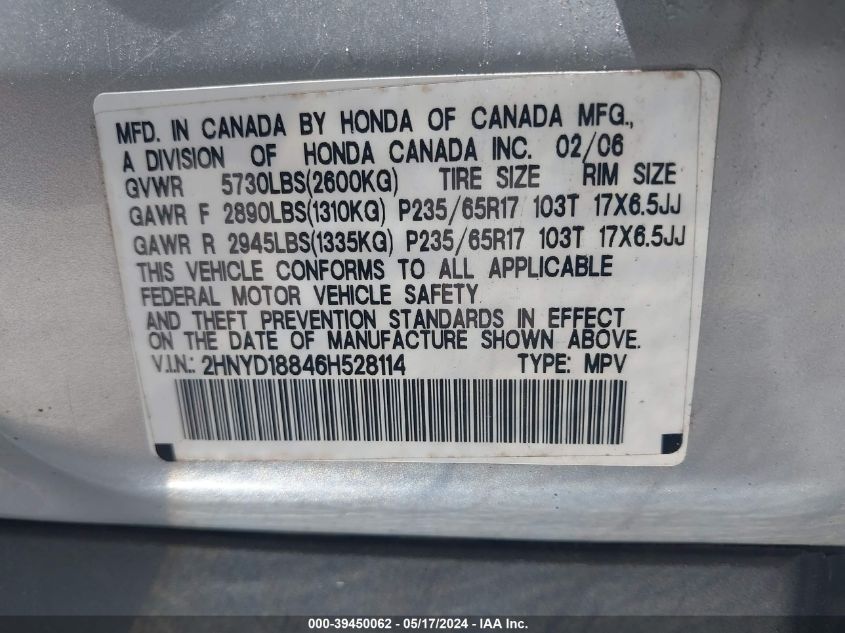 MFD. IN CANADA BY HONDA OF CANADA MFG.,
A DIVISION OF HONDA CANADA INC. 02/06
GVWR 5730LBS(2600KG) TIRE SIZE RIM SIZE
GAWR F 2890LBS(1310KG) P235/65R17 103T 17X6.5JJ
GAWR R 2945LBS(1335KG) P235/65R17 103T 17X6.5JJ
THIS VEHICLE CONFORMS TO ALL APPLICABLE
FEDERAL MOTOR VEHICLE SAFETY
AND THEFT PREVENTION STANDARDS IN EFFECT
ON THE DATE OF MANUFACTURE SHOWN ABOVE.
V.I.N.: 2HNYD18846H528114 TYPE: MPV
000-39450062 - 05/17/2024 - IAAI.com